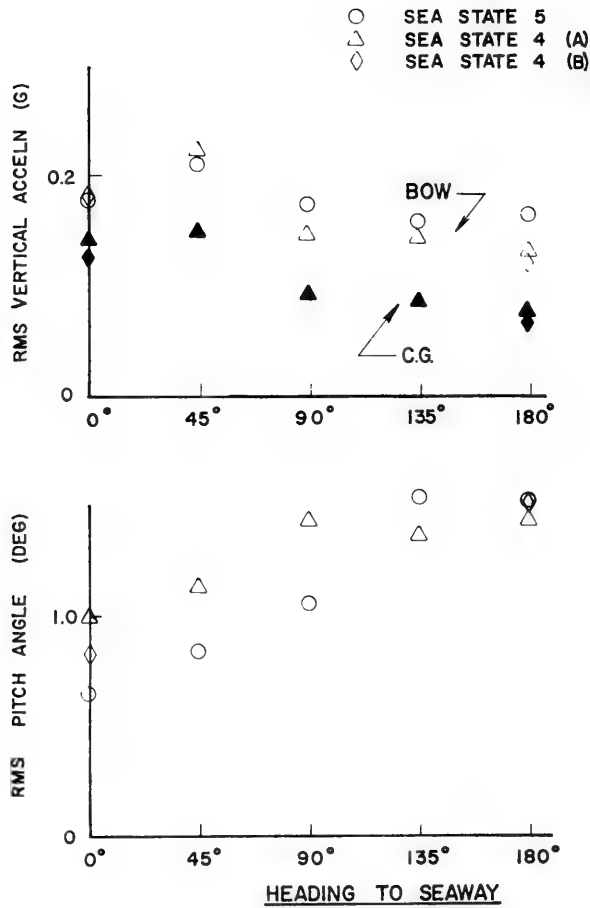 SEA STATE 5
SEA STATE 4 (A)
SEA STATE 4 (B)
RMS VERTICAL ACCELN (G)
0.2
BOW
C.G.
0
0° 45° 90° 135° 180°
RMS PITCH ANGLE (DEG)
1.0
0
0° 45° 90° 135° 180°
HEADING TO SEAWAY